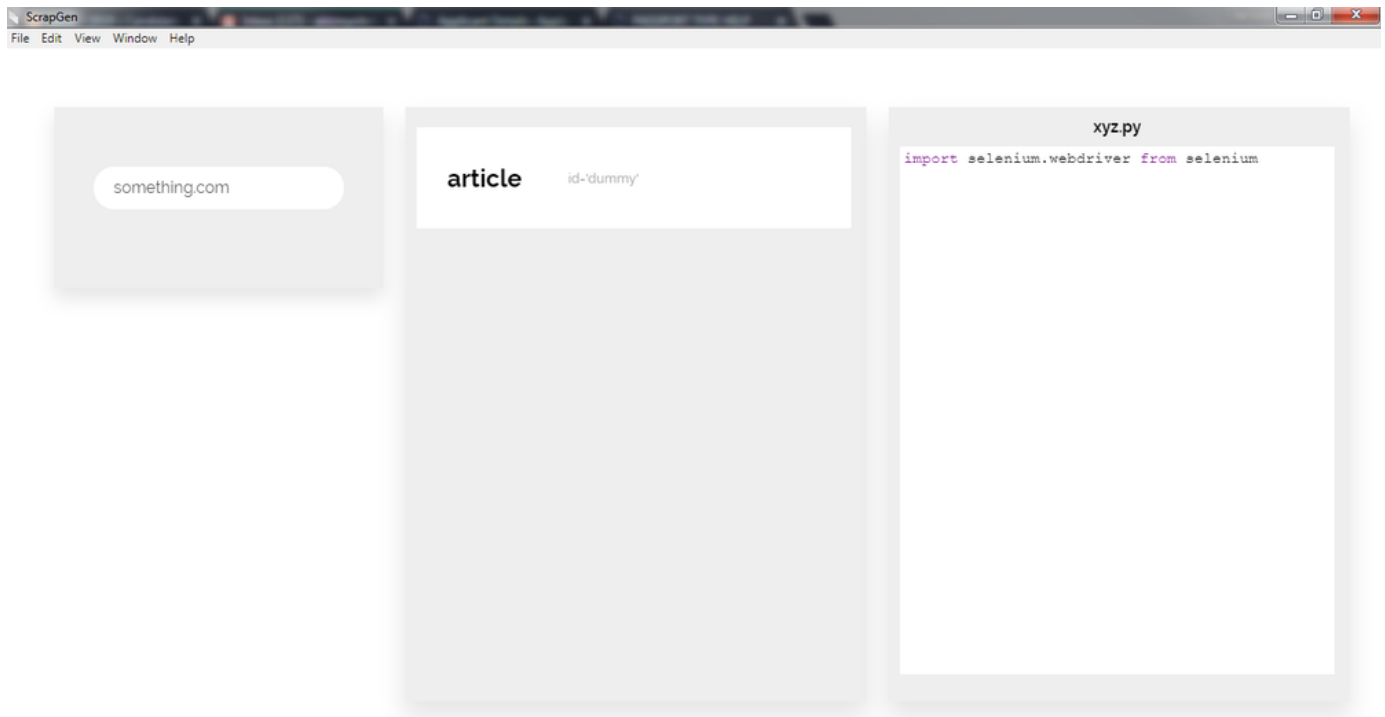 ScrapGen
File Edit View Window Help
something.com
article id-'dummy'
xyz.py
import selenium.webdriver from selenium